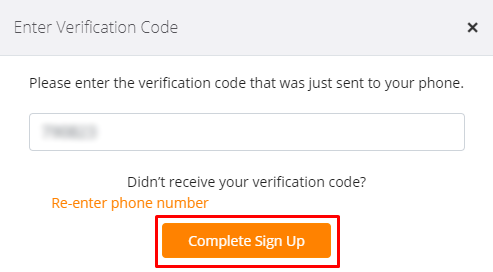 Enter Verification Code ×
Please enter the verification code that was just sent to your phone.
Didn't receive your verification code?
Re-enter phone number
Complete Sign Up